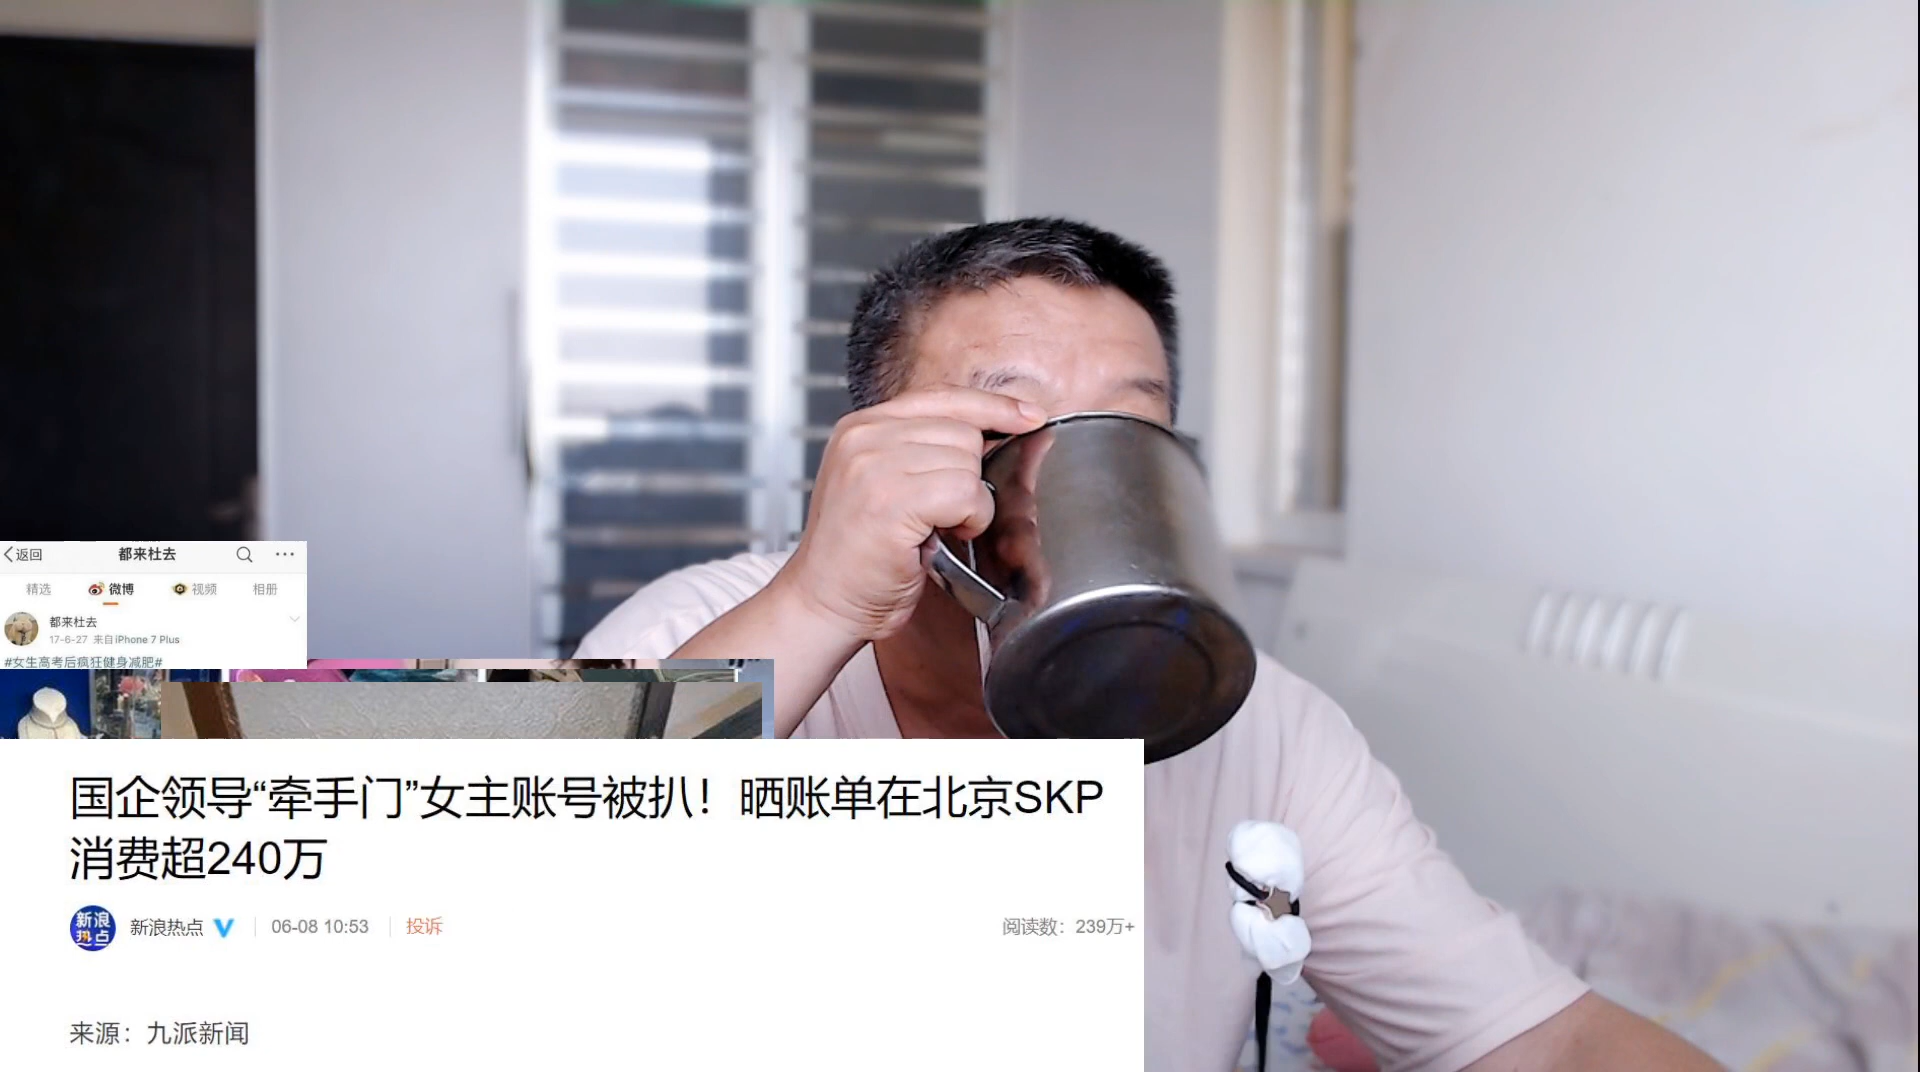 返回
都来杜去
精选
微博
视频
相册
都来杜去
17-6-27 来自iPhone 7 Plus
#女生高考后疯狂健身减肥#
国企领导“牵手门”女主账号被扒！晒账单在北京SKP
消费超240万
新浪热点
新浪热点
06-08 10:53
投诉
阅读数：239万+
来源：九派新闻